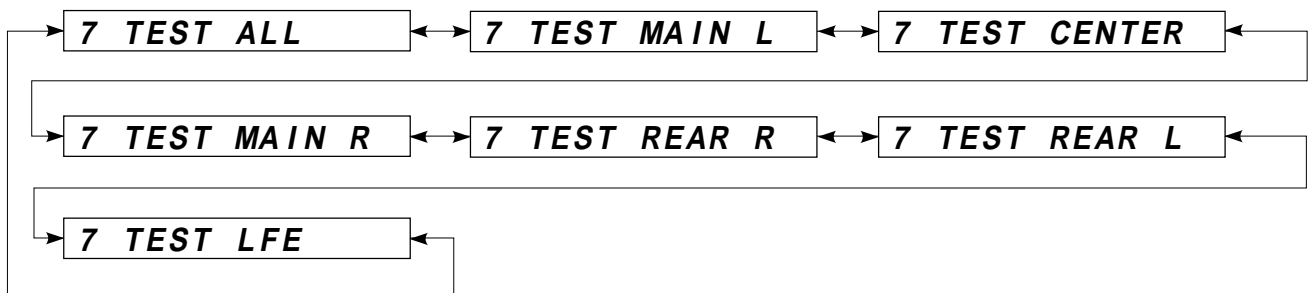 7 TEST ALL 7 TEST MAIN L 7 TEST CENTER
7 TEST MAIN R 7 TEST REAR R 7 TEST REAR L
7 TEST LFE